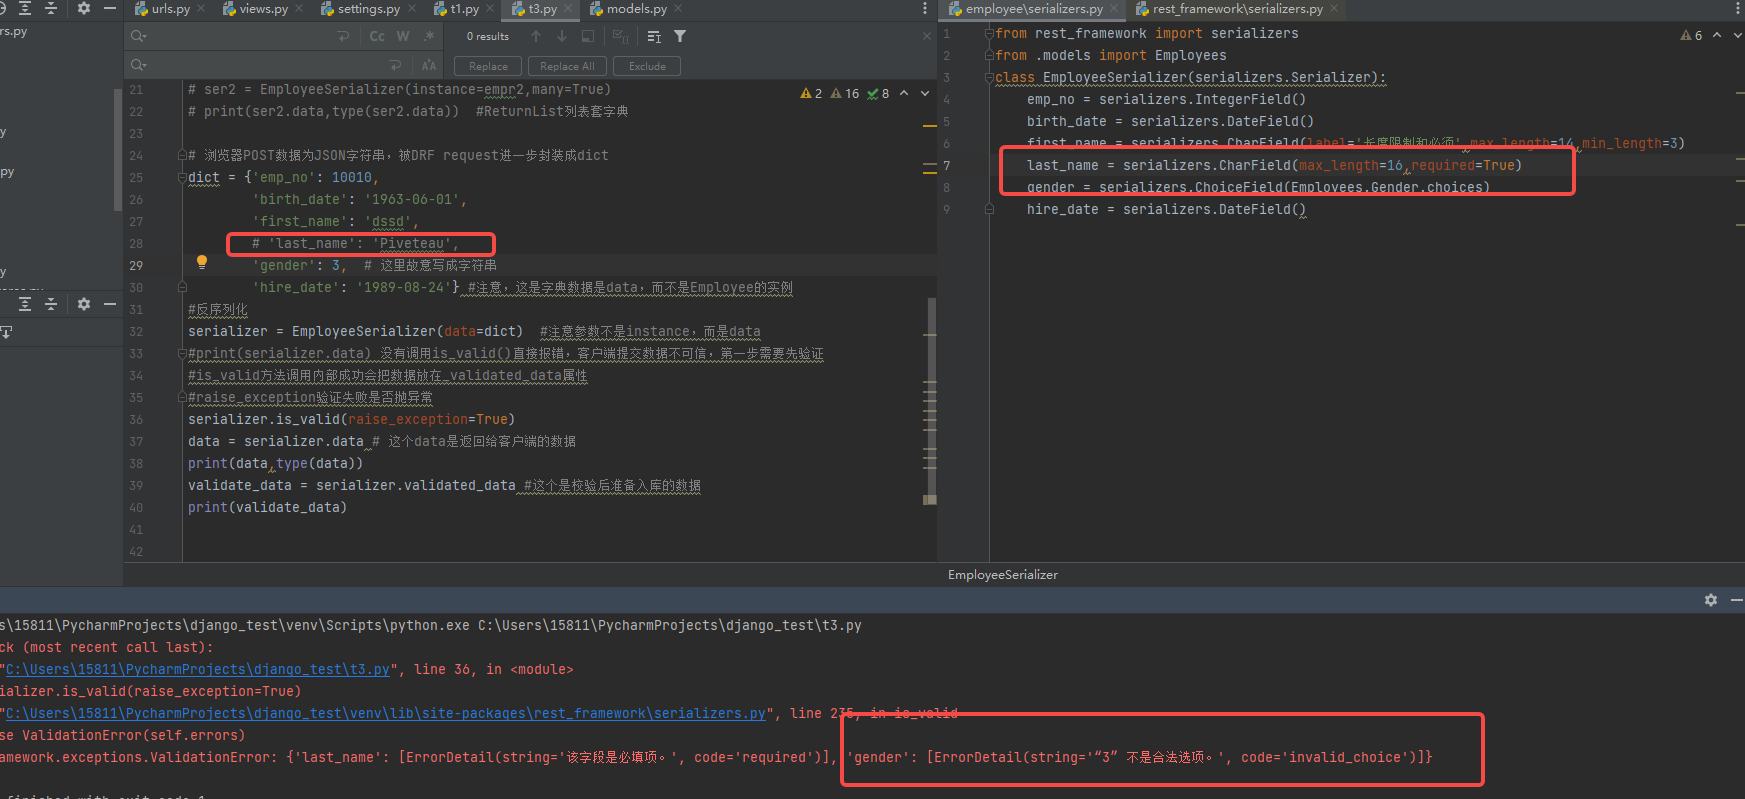 urls.py × views.py × settings.py × t1.py × t3.py × models.py ×
employee\serializers.py × rest_framework\serializers.py ×
rs.py
Cc W .* 0 results
Replace Replace All Exclude
2 16 8
21 # ser2 = EmployeeSerializer(instance=empr2,many=True)
22 # print(ser2.data,type(ser2.data))  #ReturnList列表套字典
23
24 # 浏览器POST数据为JSON字符串，被DRF request进一步封装成dict
25 dict = {'emp_no': 10010,
26 'birth_date': '1963-06-01',
27 'first_name': 'dssd',
28 # 'last_name': 'Piveteau',
29 'gender': 3,  # 这里故意写成字符串
30 'hire_date': '1989-08-24'} #注意，这是字典数据是data，而不是Employee的实例
31 #反序列化
32 serializer = EmployeeSerializer(data=dict)  #注意参数不是instance，而是data
33 #print(serializer.data) 没有调用is_valid()直接报错，客户端提交数据不可信，第一步需要先验证
34 #is_valid方法调用内部成功会把数据放在_validated_data属性
35 #raise_exception验证失败是否抛异常
36 serializer.is_valid(raise_exception=True)
37 data = serializer.data # 这个data是返回给客户端的数据
38 print(data,type(data))
39 validate_data = serializer.validated_data #这个是校验后准备入库的数据
40 print(validate_data)
41
42
6
1 from rest_framework import serializers
2 from .models import Employees
3 class EmployeeSerializer(serializers.Serializer):
4 emp_no = serializers.IntegerField()
5 birth_date = serializers.DateField()
6 first_name = serializers.CharField(label='长度限制和必须',max_length=14,min_length=3)
7 last_name = serializers.CharField(max_length=16,required=True)
8 gender = serializers.ChoiceField(Employees.Gender.choices)
9 hire_date = serializers.DateField()
EmployeeSerializer
s\15811\PycharmProjects\django_test\venv\Scripts\python.exe C:\Users\15811\PycharmProjects\django_test\t3.py
ck (most recent call last):
"C:\Users\15811\PycharmProjects\django_test\t3.py", line 36, in <module>
ializer.is_valid(raise_exception=True)
"C:\Users\15811\PycharmProjects\django_test\venv\lib\site-packages\rest_framework\serializers.py", line 235, in is_valid
se ValidationError(self.errors)
amework.exceptions.ValidationError: {'last_name': [ErrorDetail(string='该字段是必填项。', code='required')], 'gender': [ErrorDetail(string='“3” 不是合法选项。', code='invalid_choice')]}
finished with exit code 1